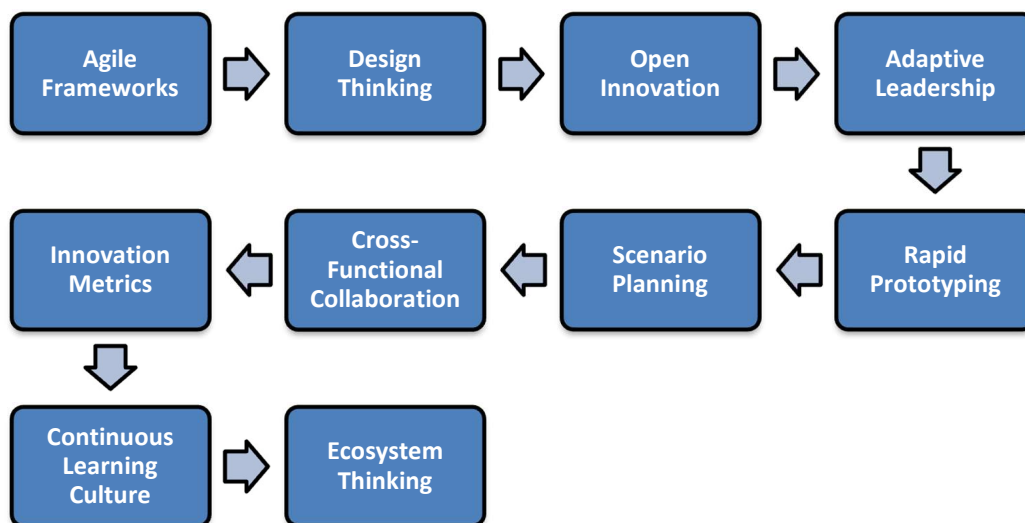 Agile
Frameworks
Design
Thinking
Open
Innovation
Adaptive
Leadership
Rapid
Prototyping
Scenario
Planning
Cross-
Functional
Collaboration
Innovation
Metrics
Continuous
Learning
Culture
Ecosystem
Thinking